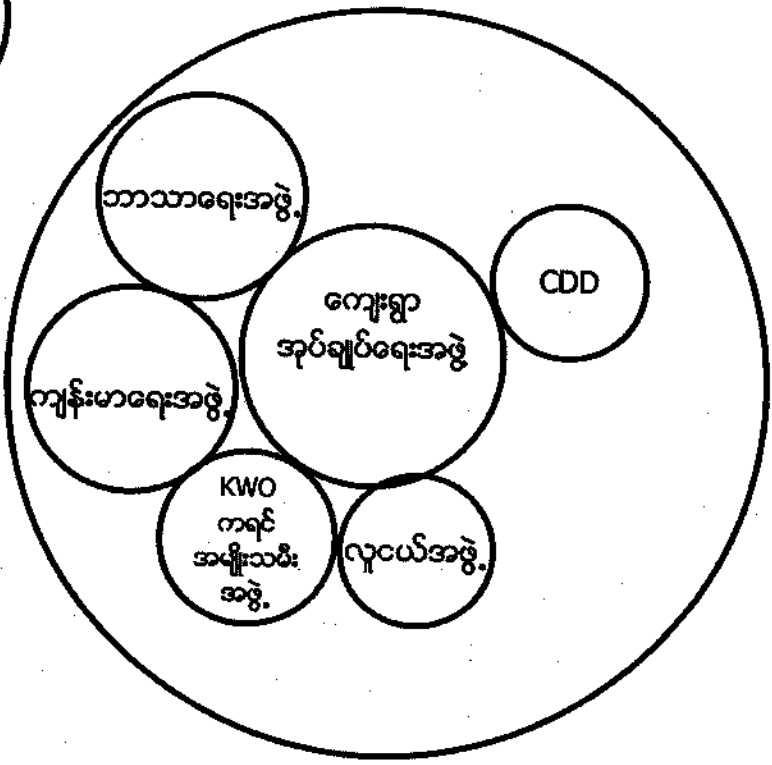 ဘာသာရေးအဖွဲ့
ကျေးရွာ
အုပ်ချုပ်ရေးအဖွဲ့
CDD
ကျန်းမာရေးအဖွဲ့
KWO
ကရင်
အမျိုးသမီး
အဖွဲ့
လူငယ်အဖွဲ့